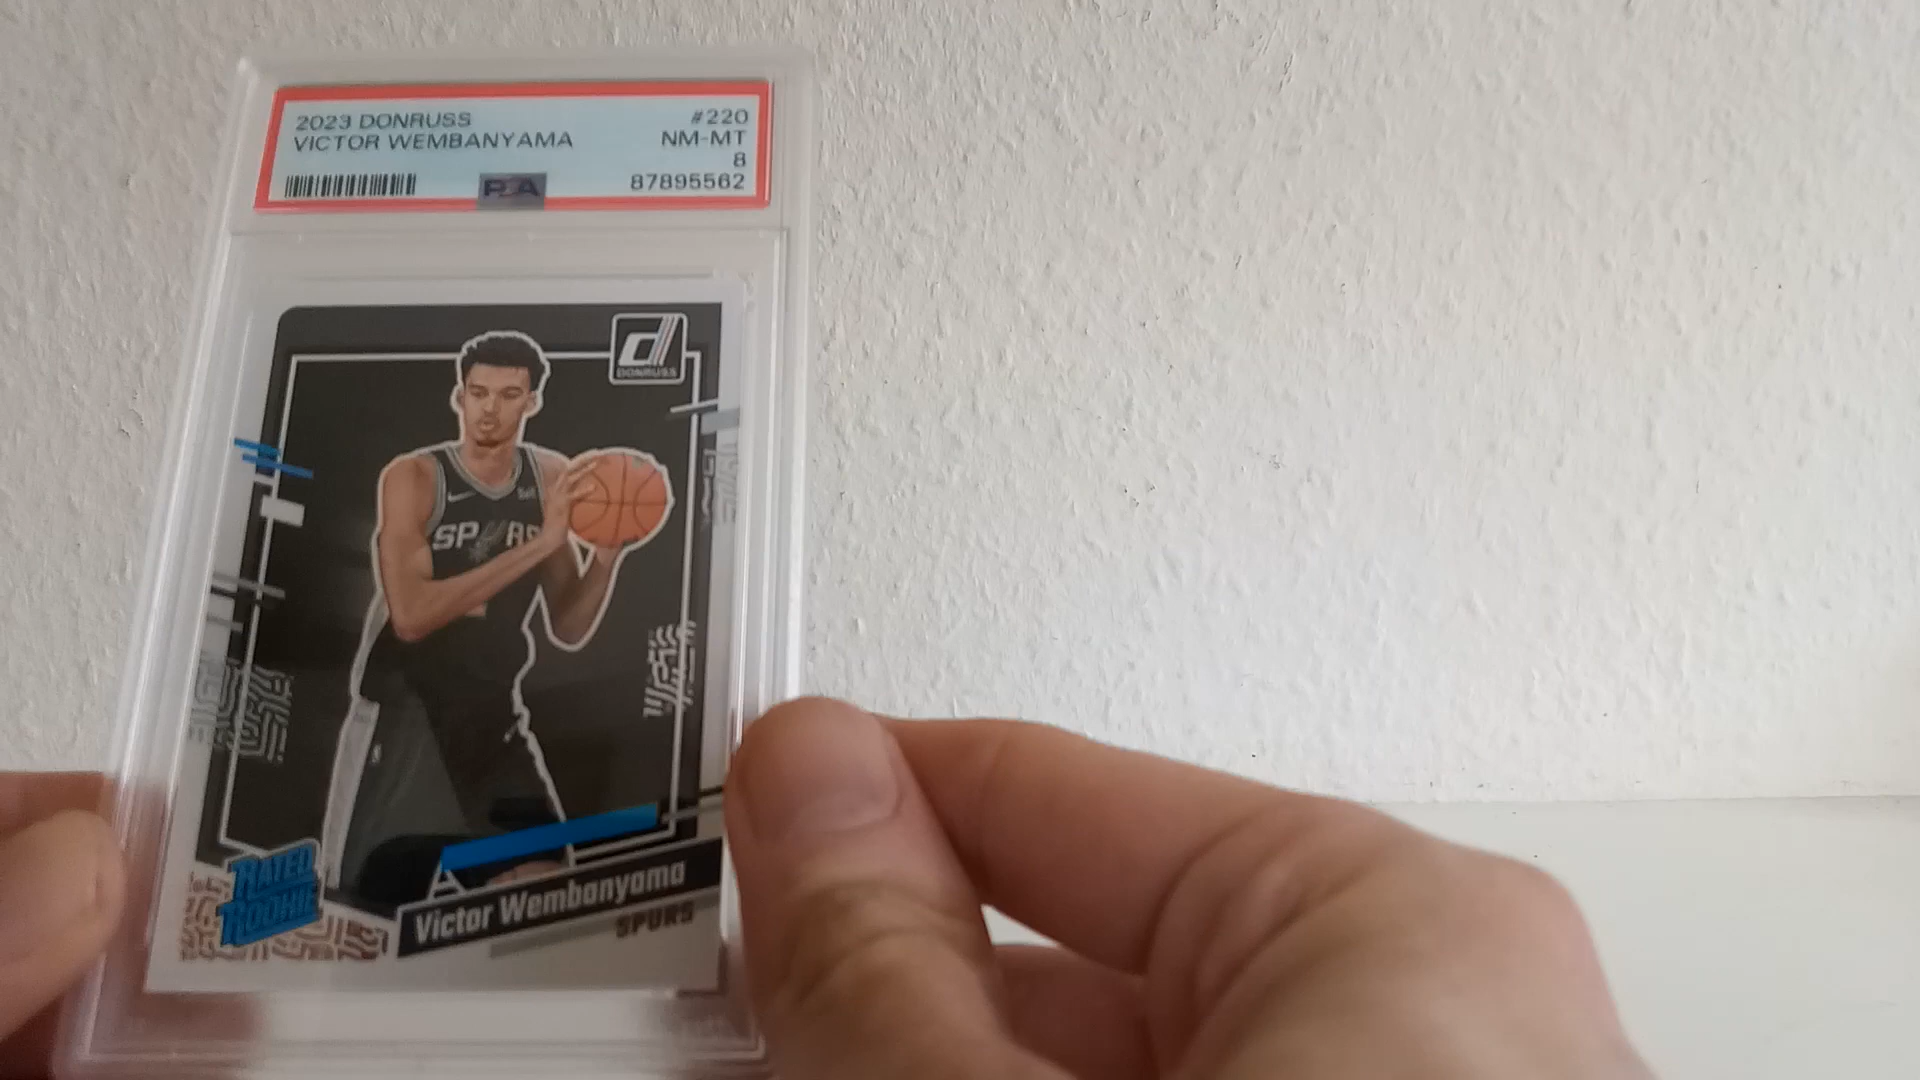 2023 DONRUSS #220
VICTOR WEMBANYAMA NM-MT
8
PSA 87895562
d
DONRUSS
SPURS
RATED
ROOKIE
Victor Wembanyama
SPURS